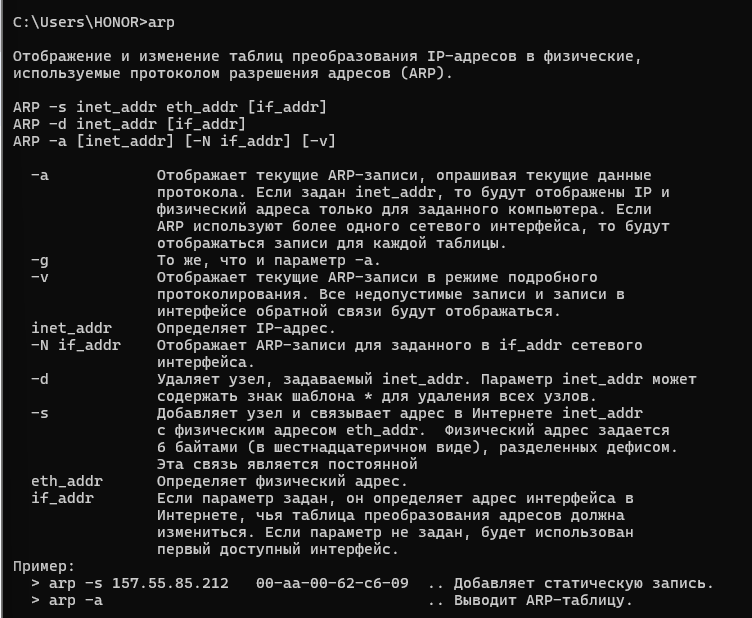 C:\Users\HONOR>arp
Отображение и изменение таблиц преобразования IP-адресов в физические,
используемые протоколом разрешения адресов (ARP).
ARP -s inet_addr eth_addr [if_addr]
ARP -d inet_addr [if_addr]
ARP -a [inet_addr] [-N if_addr] [-v]
-a Отображает текущие ARP-записи, опрашивая текущие данные
протокола. Если задан inet_addr, то будут отображены IP и
физический адреса только для заданного компьютера. Если
ARP используют более одного сетевого интерфейса, то будут
отображаться записи для каждой таблицы.
-g То же, что и параметр -a.
-v Отображает текущие ARP-записи в режиме подробного
протоколирования. Все недопустимые записи и записи в
интерфейсе обратной связи будут отображаться.
inet_addr Определяет IP-адрес.
-N if_addr Отображает ARP-записи для заданного в if_addr сетевого
интерфейса.
-d Удаляет узел, задаваемый inet_addr. Параметр inet_addr может
содержать знак шаблона * для удаления всех узлов.
-s Добавляет узел и связывает адрес в Интернете inet_addr
с физическим адресом eth_addr.  Физический адрес задается
6 байтами (в шестнадцатеричном виде), разделенных дефисом.
Эта связь является постоянной
eth_addr Определяет физический адрес.
if_addr Если параметр задан, он определяет адрес интерфейса в
Интернете, чья таблица преобразования адресов должна
измениться. Если параметр не задан, будет использован
первый доступный интерфейс.
Пример:
> arp -s 157.55.85.212   00-aa-00-62-c6-09  .. Добавляет статическую запись.
> arp -a                                    .. Выводит ARP-таблицу.